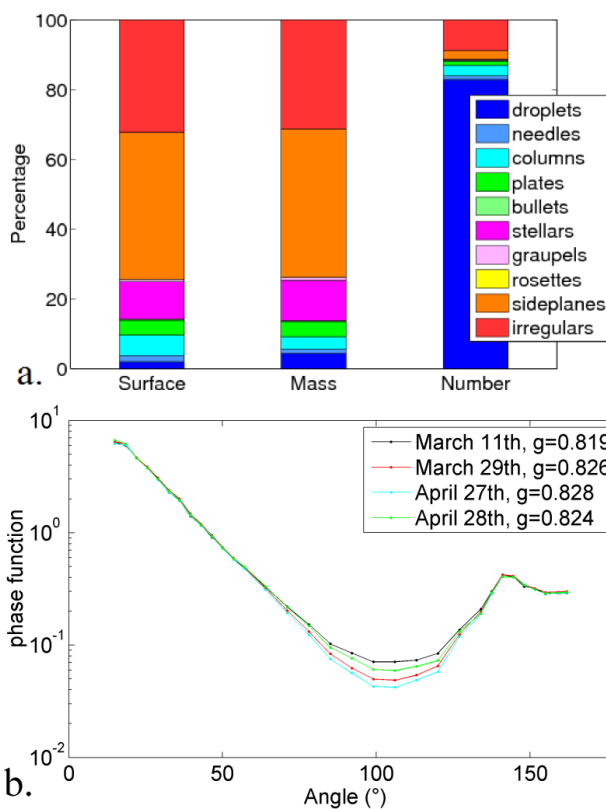 100
80
60
40
20
0
Percentage
Surface Mass Number
droplets
needles
columns
plates
bullets
stellars
graupels
rosettes
sideplanes
irregulars
a.
10^1
10^0
10^-1
10^-2
phase function
March 11th, g=0.819
March 29th, g=0.826
April 27th, g=0.828
April 28th, g=0.824
0 50 100 150
Angle (°)
b.